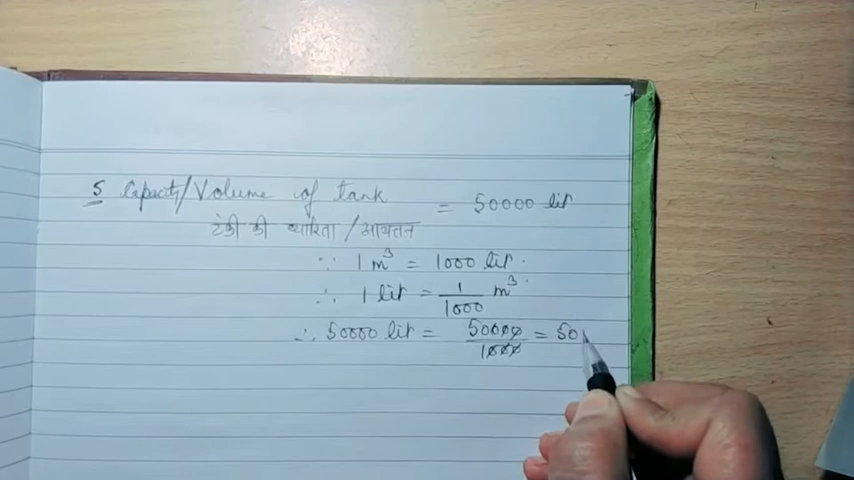 5 Capacity/Volume of tank = 50000 lit
टंकी की धारिता/आयतन
∵ 1 m³ = 1000 lit.
∴ 1 lit = 1/1000 m³.
∴ 50000 lit = 50000/1000 = 50